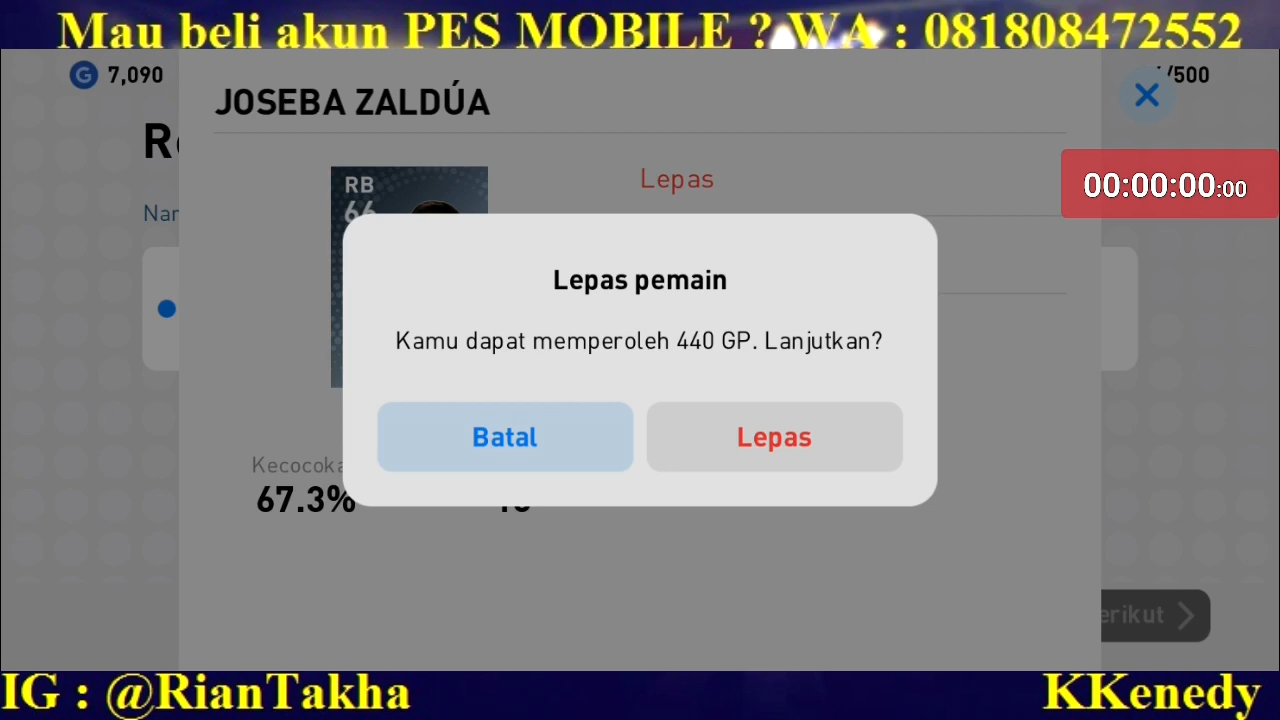 Mau beli akun PES MOBILE ? WA : 081808472552
7,090
/500
JOSEBA ZALDÚA
RB
66
Lepas
00:00:00:00
Lepas pemain
Kamu dapat memperoleh 440 GP. Lanjutkan?
Batal
Lepas
67.3%
IG : @RianTakha
KKenedy